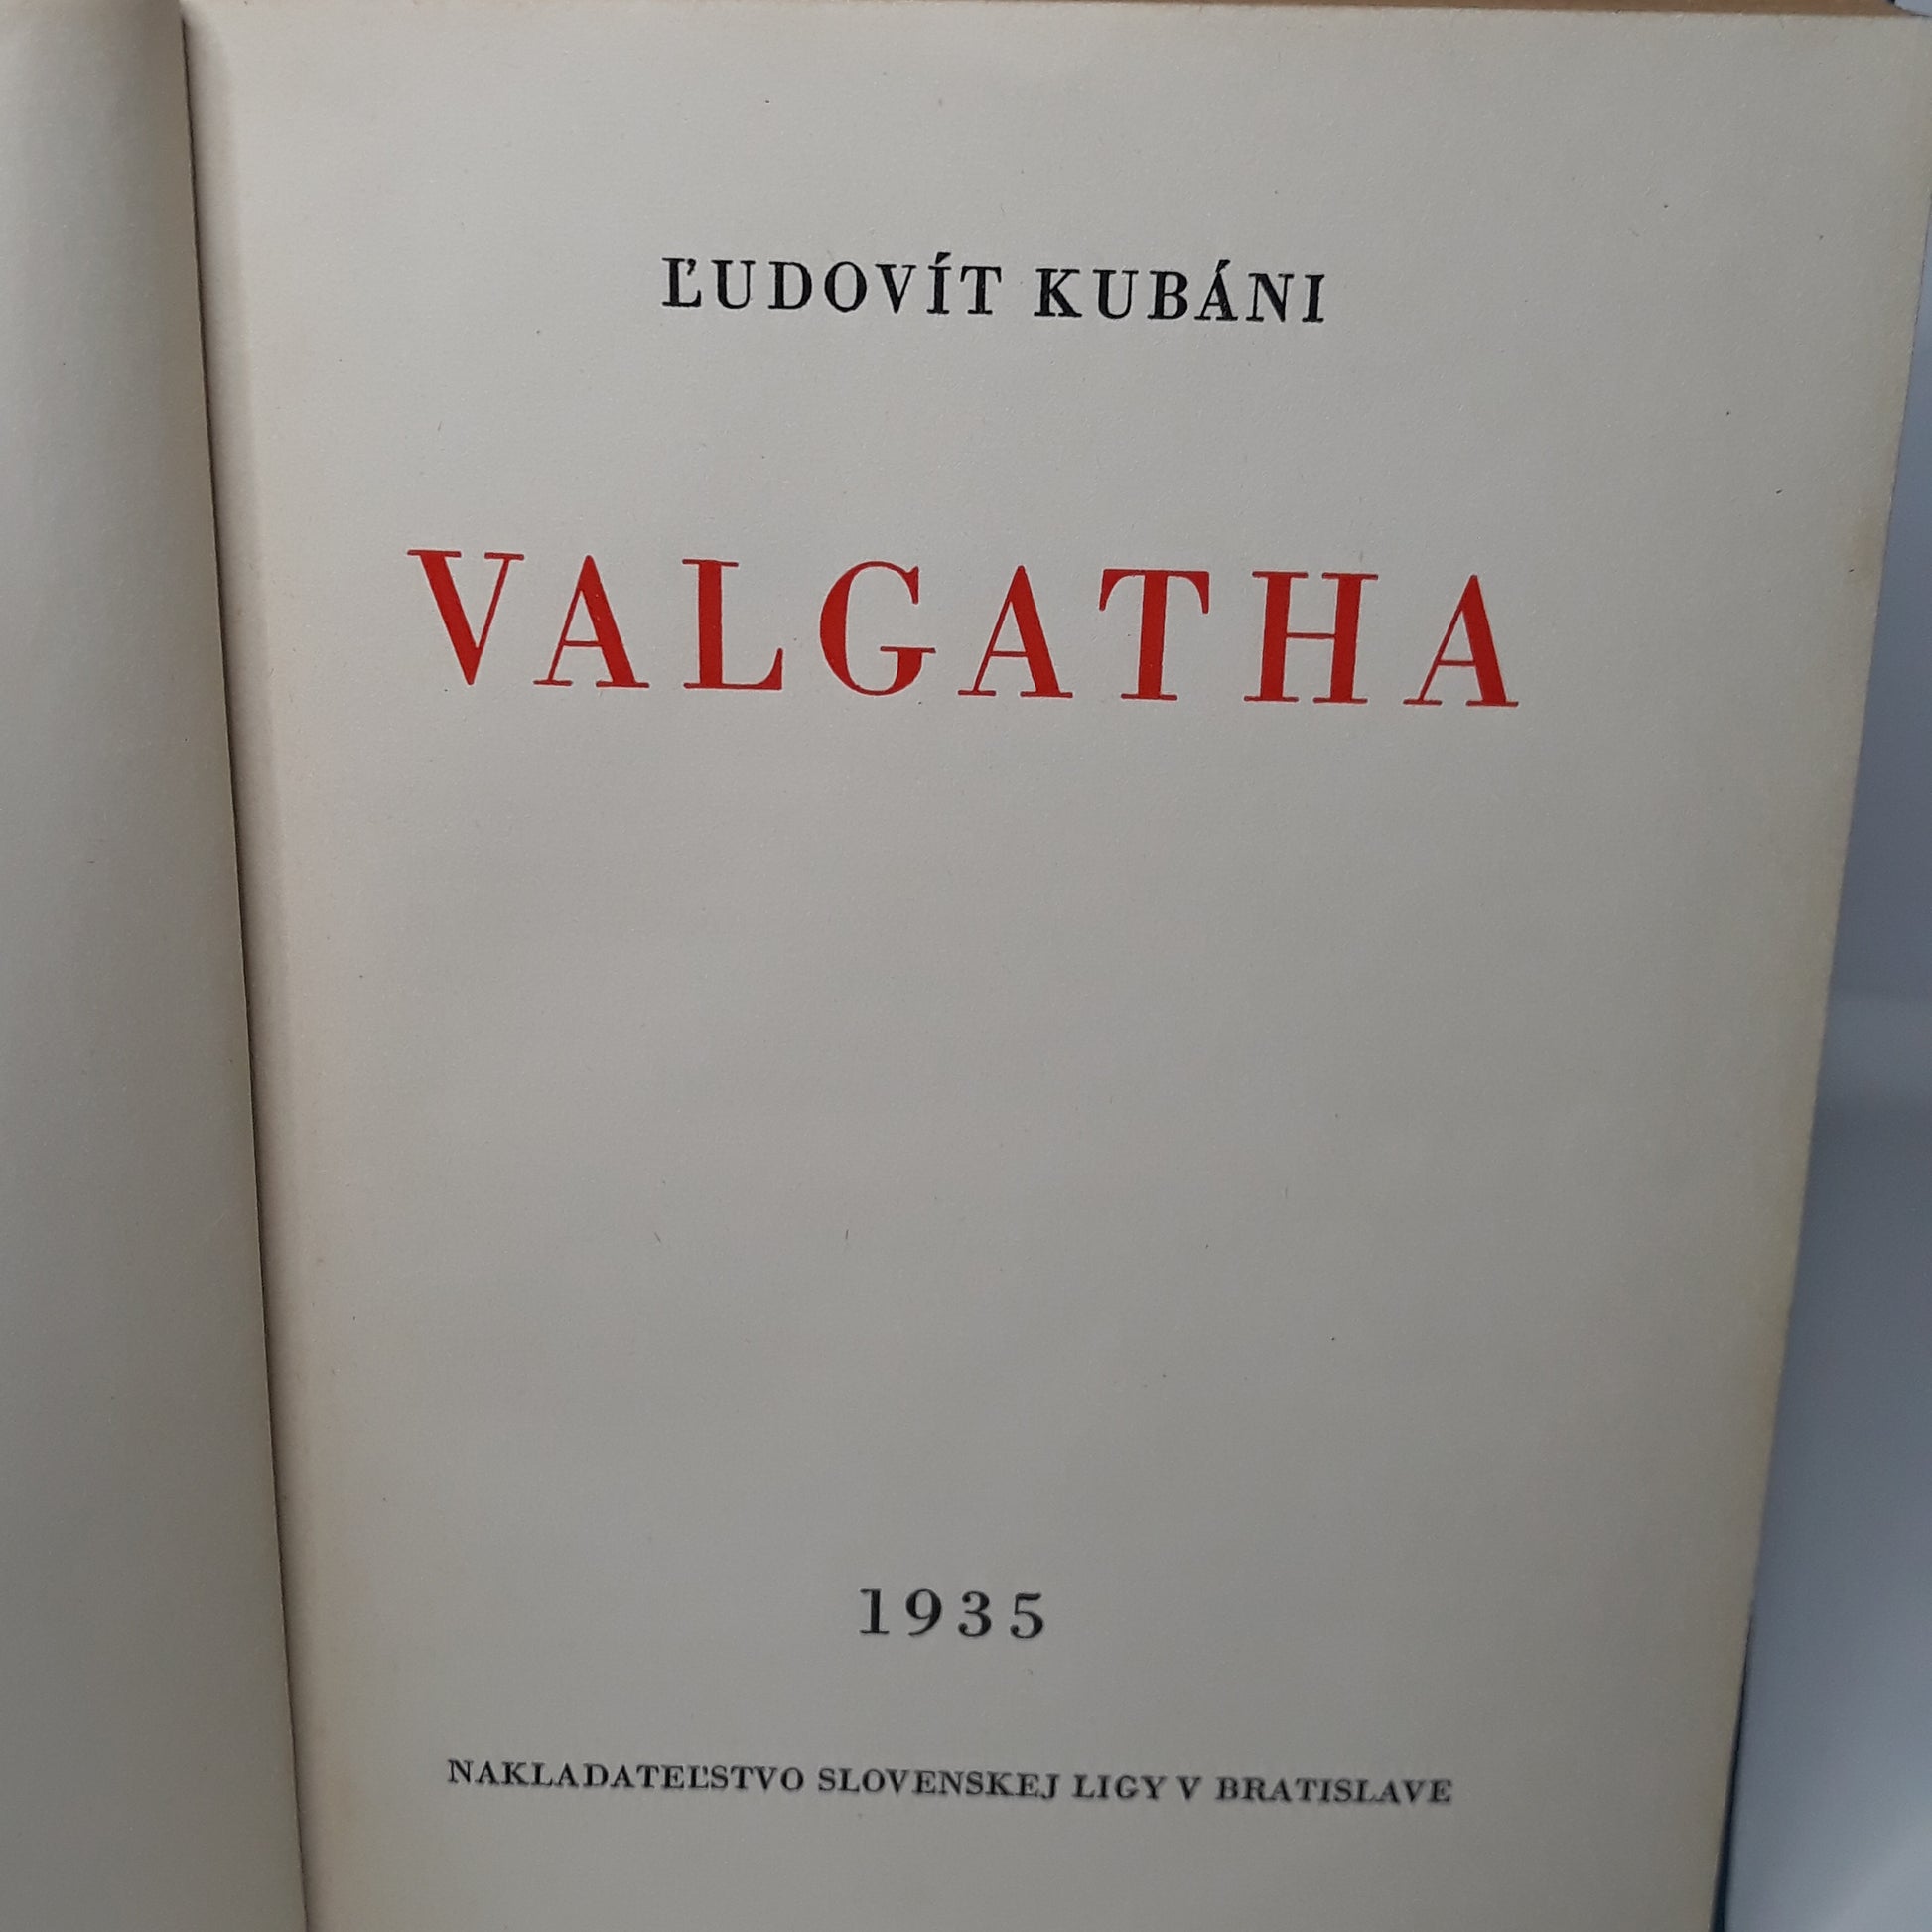 ĽUDOVÍT KUBÁNI
VALGATHA
1935
NAKLADATEĽSTVO SLOVENSKEJ LIGY V BRATISLAVE